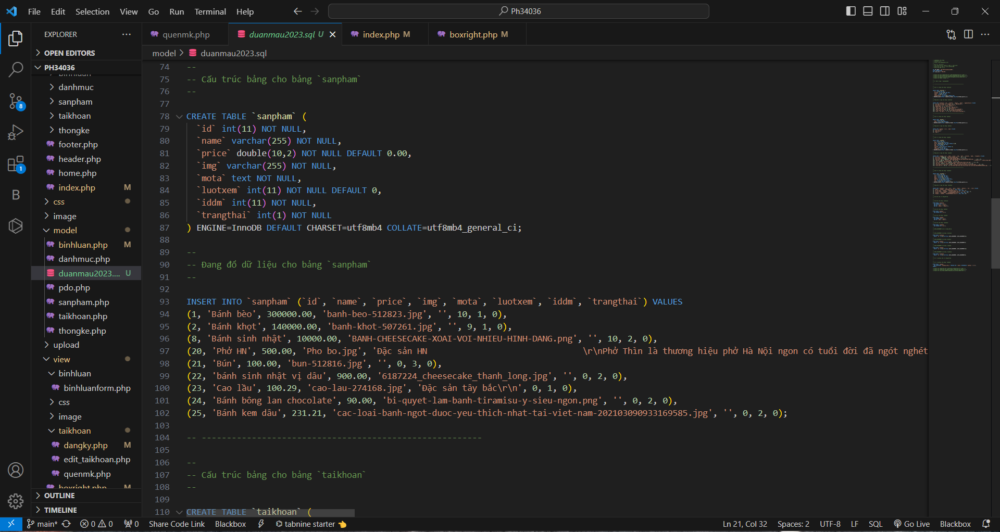 File Edit Selection View Go Run Terminal Help
Ph34036
EXPLORER
OPEN EDITORS
PH34036
danhmuc
sanpham
taikhoan
thongke
footer.php
header.php
home.php
index.php M
css
image
model
binhluan.php M
danhmuc.php
duanmau2023.... U
pdo.php
sanpham.php
taikhoan.php
thongke.php
upload
view
binhluan
binhluanform.php
css
image
taikhoan
dangky.php M
edit_taikhoan.php
quenmk.php
boxright.php M
OUTLINE
TIMELINE
8
1
B
quenmk.php duanmau2023.sql U index.php M boxright.php M
model > duanmau2023.sql
74 --
75 -- Cấu trúc bảng cho bảng `sanpham`
76 --
77
78 CREATE TABLE `sanpham` (
79 `id` int(11) NOT NULL,
80 `name` varchar(255) NOT NULL,
81 `price` double(10,2) NOT NULL DEFAULT 0.00,
82 `img` varchar(255) NOT NULL,
83 `mota` text NOT NULL,
84 `luotxem` int(11) NOT NULL DEFAULT 0,
85 `iddm` int(11) NOT NULL,
86 `trangthai` int(1) NOT NULL
87 ) ENGINE=InnoDB DEFAULT CHARSET=utf8mb4 COLLATE=utf8mb4_general_ci;
88
89 --
90 -- Đang đổ dữ liệu cho bảng `sanpham`
91 --
92
93 INSERT INTO `sanpham` (`id`, `name`, `price`, `img`, `mota`, `luotxem`, `iddm`, `trangthai`) VALUES
94 (1, 'Bánh bèo', 300000.00, 'banh-beo-512823.jpg', '', 10, 1, 0),
95 (2, 'Bánh khọt', 140000.00, 'banh-khot-507261.jpg', '', 9, 1, 0),
96 (8, 'Bánh sinh nhật', 10000.00, 'BANH-CHEESECAKE-XOAI-VOI-NHIEU-HINH-DANG.png', '', 10, 2, 0),
97 (20, 'Phở HN', 500.00, 'Pho bo.jpg', 'Đặc sản HN \r\nPhở Thìn là thương hiệu phở Hà Nội ngon có tuổi đời đã ngót nghét
98 (21, 'Bún', 100.00, 'bun-512816.jpg', '', 0, 3, 0),
99 (22, 'bánh sinh nhật vị dâu', 900.00, '6187224_cheesecake_thanh_long.jpg', '', 0, 2, 0),
100 (23, 'Cao lầu', 100.29, 'cao-lau-274168.jpg', 'Đặc sản tây bắc\r\n', 0, 1, 0),
101 (24, 'Bánh bông lan chocolate', 90.00, 'bi-quyet-lam-banh-tiramisu-y-sieu-ngon.png', '', 0, 2, 0),
102 (25, 'Bánh kem dâu', 231.21, 'cac-loai-banh-ngot-duoc-yeu-thich-nhat-tai-viet-nam-202103090933169585.jpg', '', 0, 2, 0);
103
104 -- --------------------------------------------------------
105
106 --
107 -- Cấu trúc bảng cho bảng `taikhoan`
108 --
109
110 CREATE TABLE `taikhoan` (
main* 0 0 0 Share Code Link Blackbox tabnine starter Ln 21, Col 32 Spaces: 2 UTF-8 LF SQL Go Live Blackbox